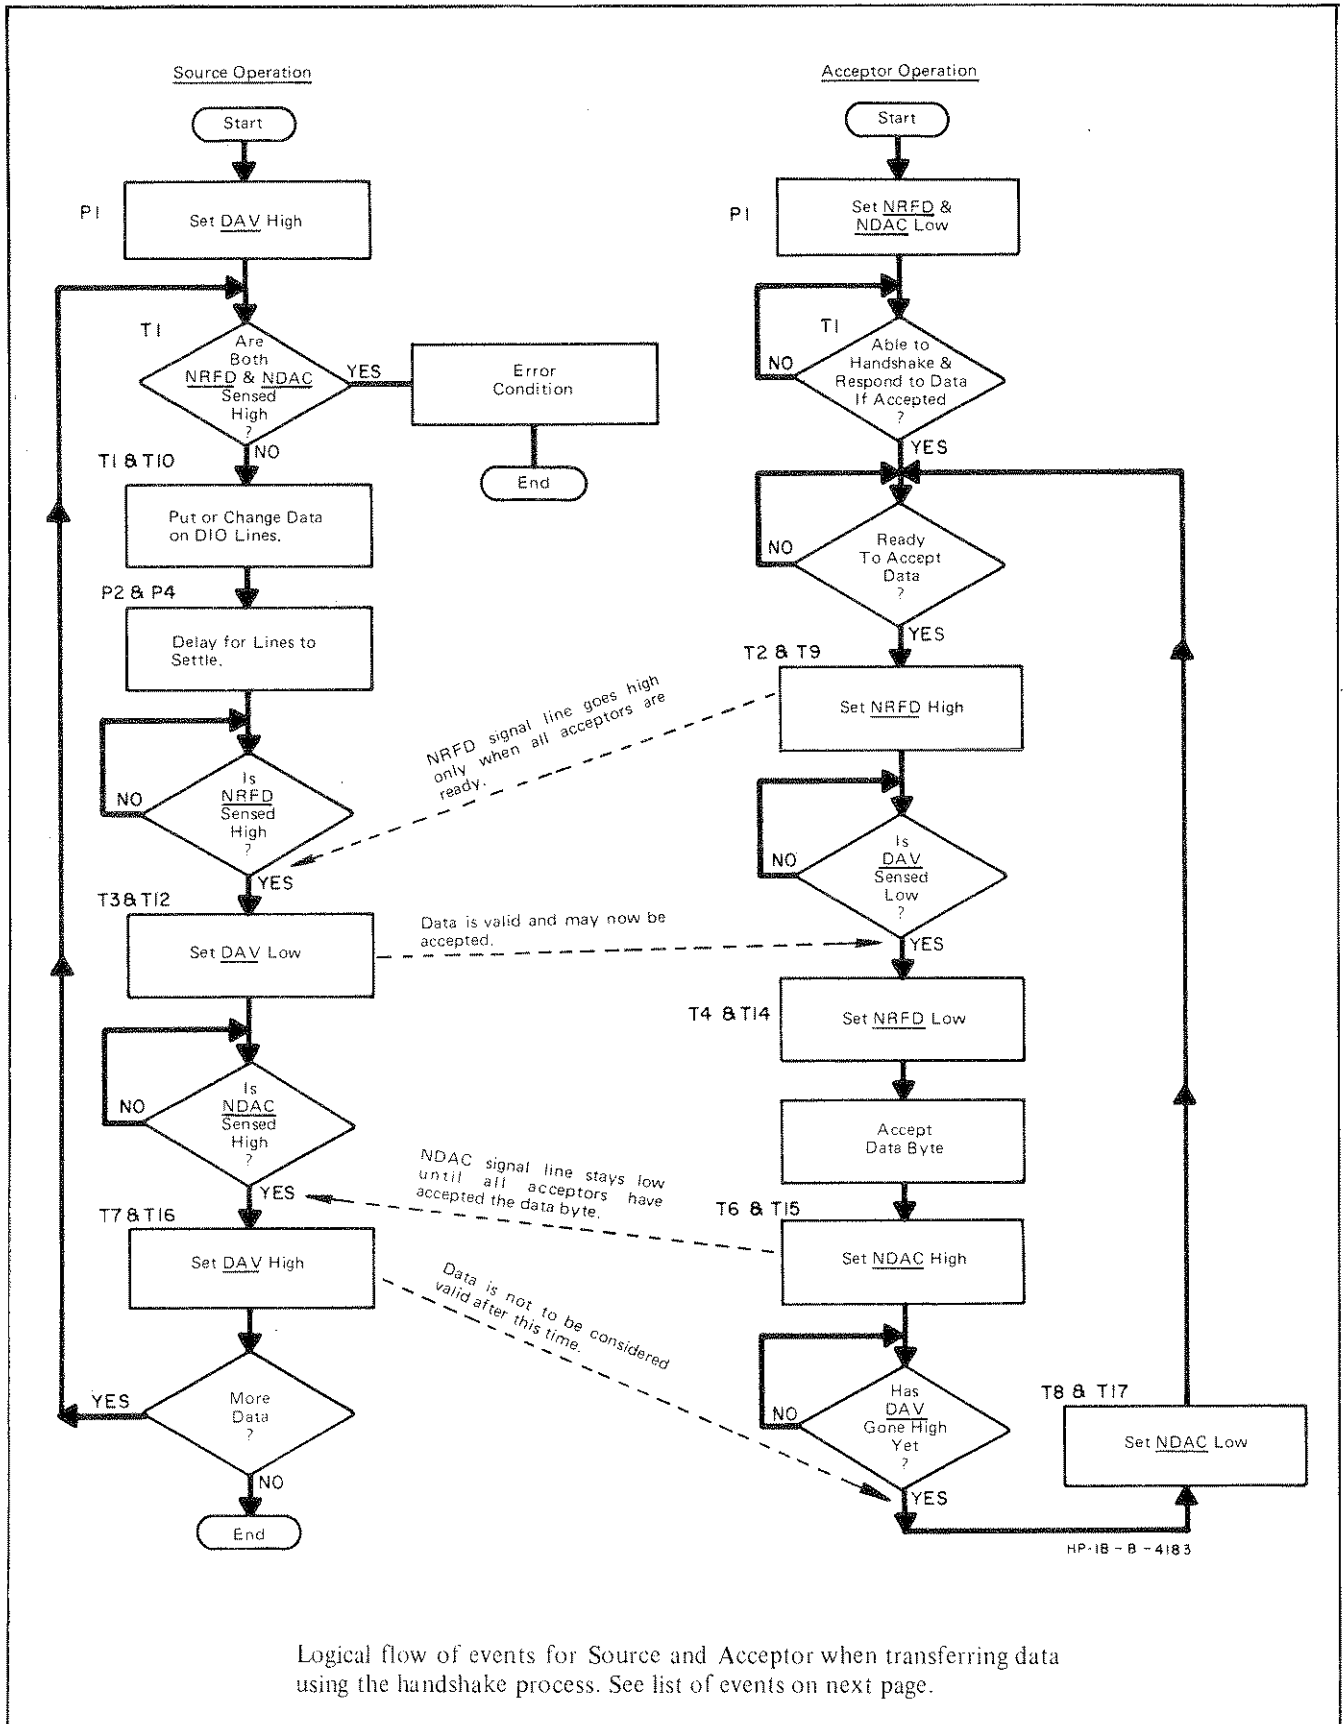 Source Operation
Start
P1
Set DAV High
T1
Are
Both
NRFD & NDAC
Sensed
High
?
YES
Error
Condition
End
NO
T1 & T10
Put or Change Data
on DIO Lines.
P2 & P4
Delay for Lines to
Settle.
Is
NRFD
Sensed
High
?
NO
YES
T3 & T12
Set DAV Low
Is
NDAC
Sensed
High
?
NO
YES
T7 & T16
Set DAV High
More
Data
?
YES
NO
End
NRFD signal line goes high
only when all acceptors are
ready.
Data is valid and may now be
accepted.
NDAC signal line stays low
until all acceptors have
accepted the data byte.
Data is not to be considered
valid after this time.
Acceptor Operation
Start
P1
Set NRFD &
NDAC Low
T1
Able to
Handshake &
Respond to Data
If Accepted
?
NO
YES
Ready
To Accept
Data
?
NO
YES
T2 & T9
Set NRFD High
Is
DAV
Sensed
Low
?
NO
YES
T4 & T14
Set NRFD Low
Accept
Data Byte
T6 & T15
Set NDAC High
Has
DAV
Gone High
Yet
?
NO
YES
T8 & T17
Set NDAC Low
HP-IB-B-4183
Logical flow of events for Source and Acceptor when transferring data
using the handshake process. See list of events on next page.